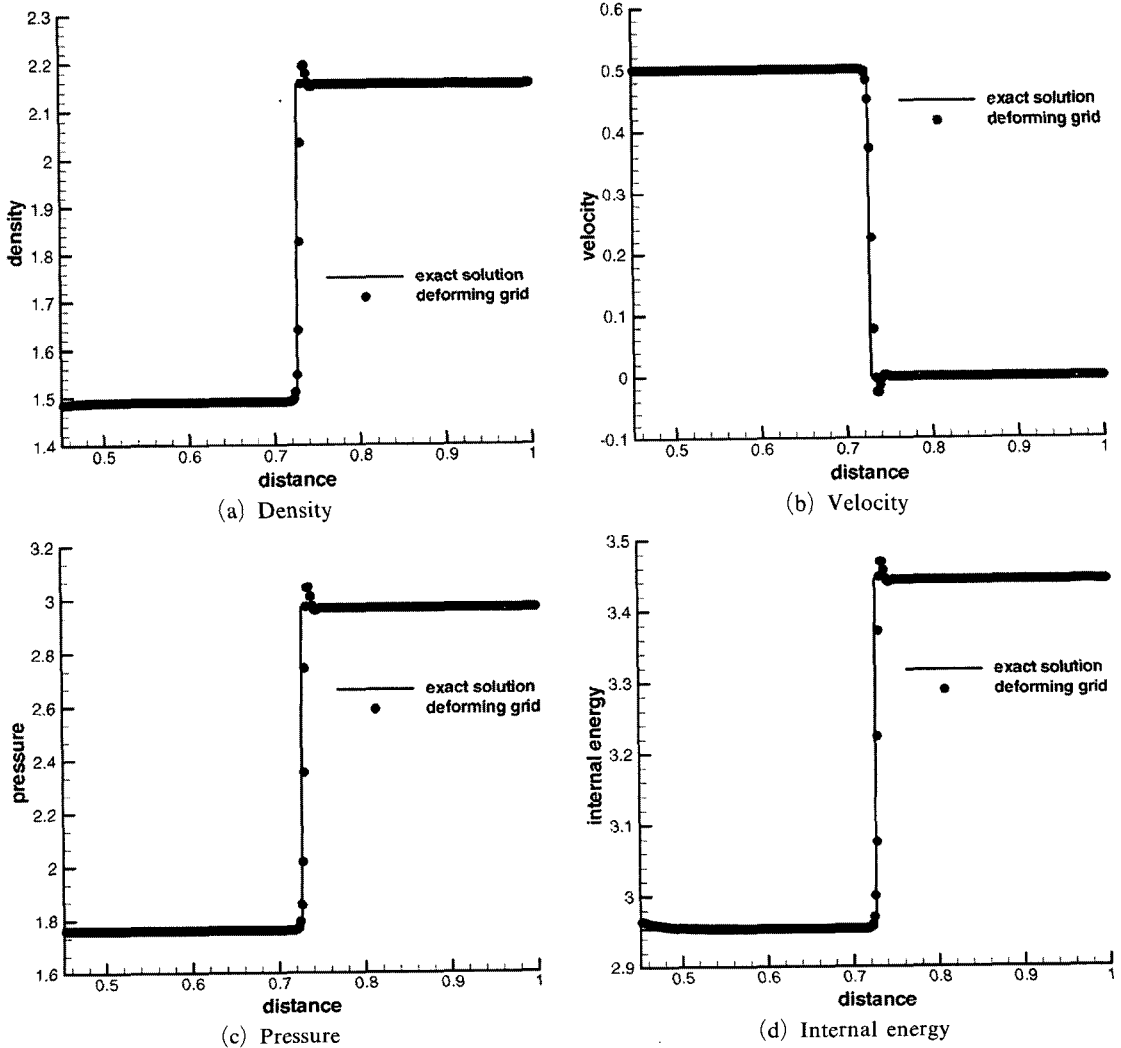 2.3
2.2
2.1
2
1.9
1.8
1.7
1.6
1.5
1.4
density
exact solution
deforming grid
0.5
0.6
0.7
0.8
0.9
1
distance
(a) Density
0.6
0.5
0.4
0.3
0.2
0.1
0
-0.1
velocity
exact solution
deforming grid
0.5
0.6
0.7
0.8
0.9
1
distance
(b) Velocity
3.2
3
2.8
2.6
2.4
2.2
2
1.8
1.6
pressure
exact solution
deforming grid
0.5
0.6
0.7
0.8
0.9
1
distance
(c) Pressure
3.5
3.4
3.3
3.2
3.1
3
2.9
internal energy
exact solution
deforming grid
0.5
0.6
0.7
0.8
0.9
1
distance
(d) Internal energy